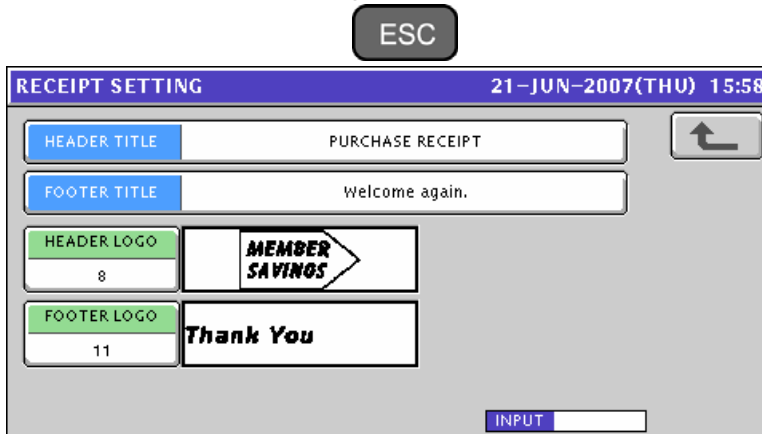 ESC
RECEIPT SETTING 21-JUN-2007(THU) 15:58
HEADER TITLE PURCHASE RECEIPT
FOOTER TITLE Welcome again.
HEADER LOGO
8
MEMBER
SAVINGS
FOOTER LOGO
11
Thank You
INPUT